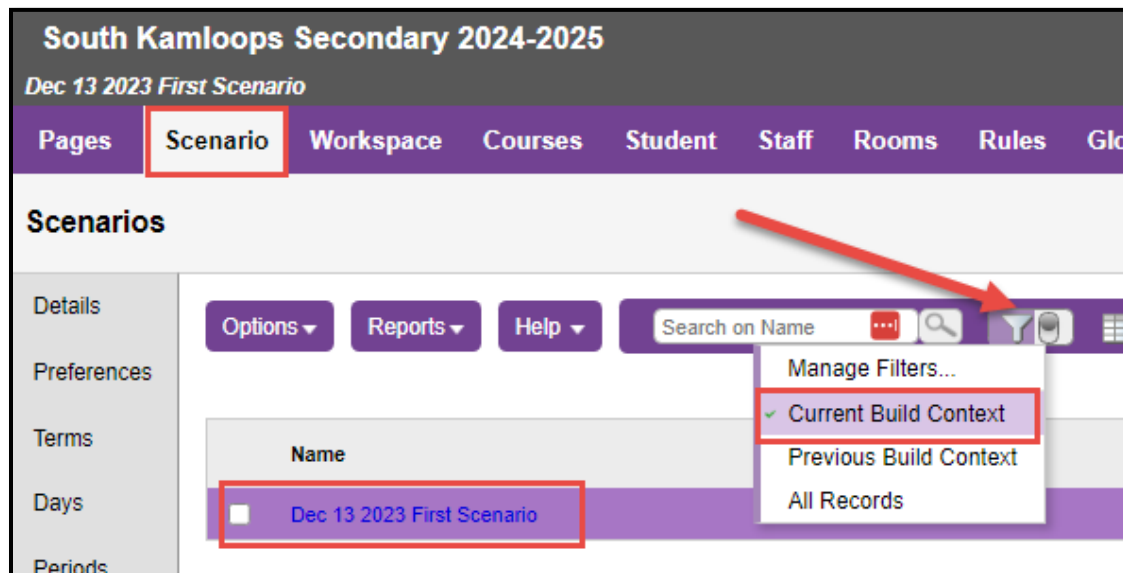 South Kamloops Secondary 2024-2025
Dec 13 2023 First Scenario
Pages Scenario Workspace Courses Student Staff Rooms Rules Glo
Scenarios
Details
Options Reports Help Search on Name
Manage Filters...
Preferences
Current Build Context
Terms
Name
Previous Build Context
Days
All Records
Dec 13 2023 First Scenario
Periods